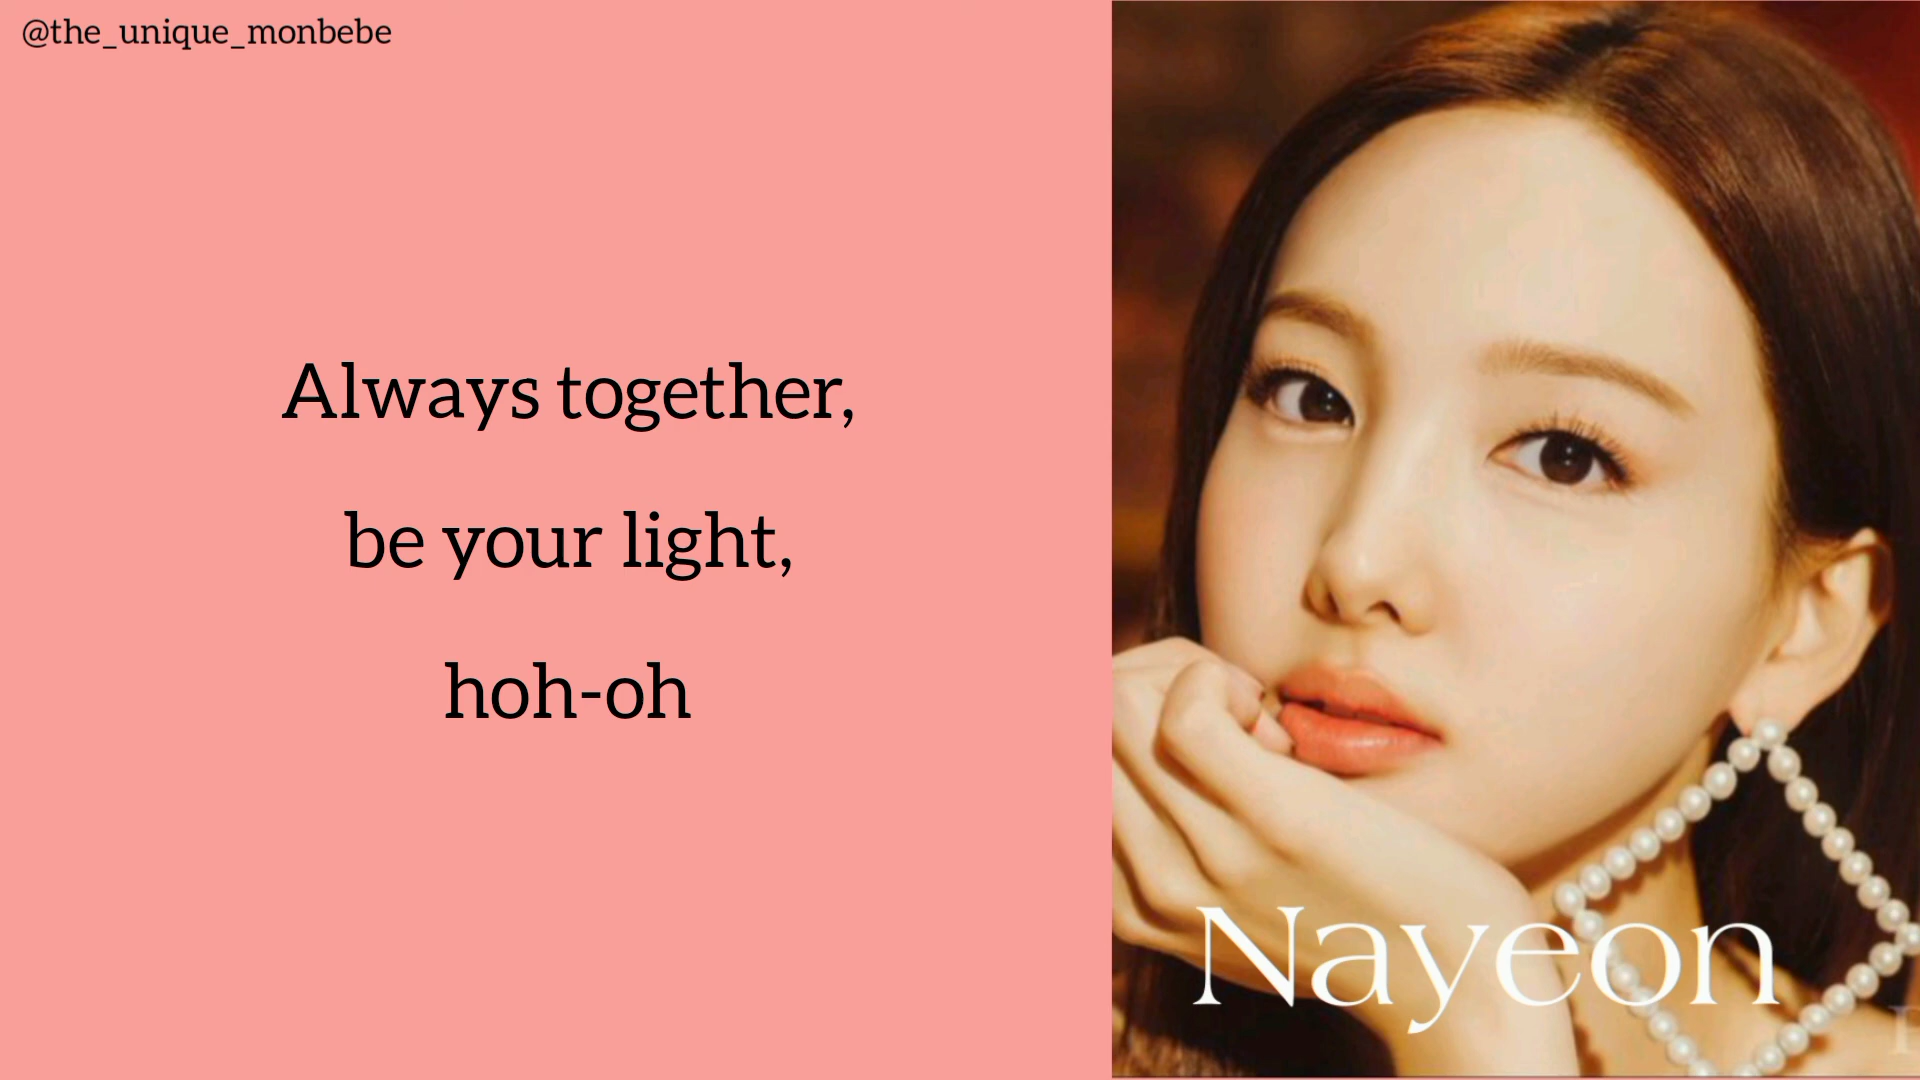 @the_unique_monbebe
Always together,
be your light,
hoh-oh
Nayeon